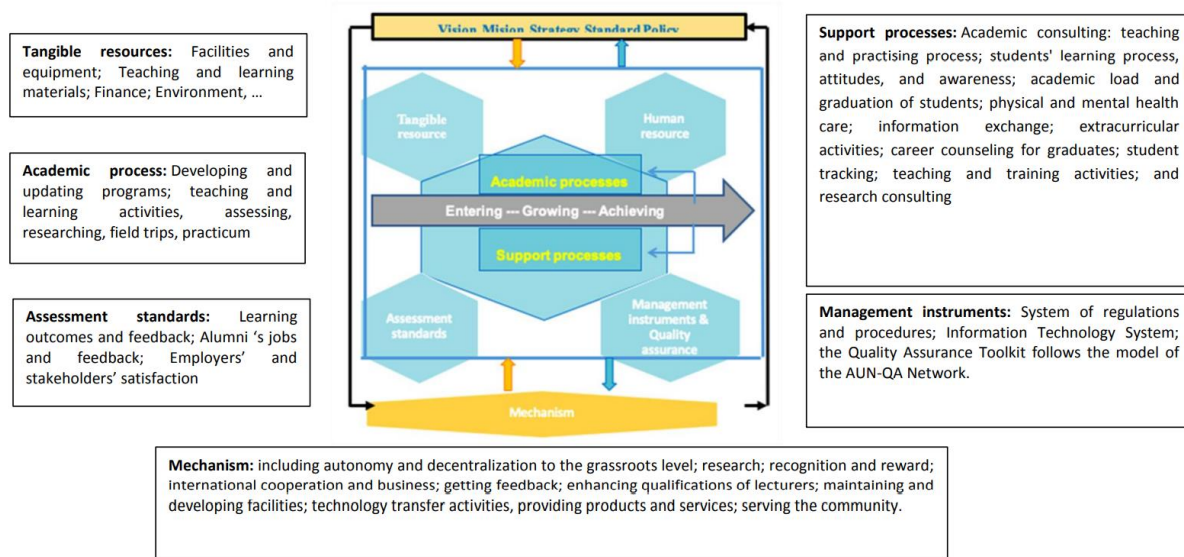 Tangible resources: Facilities and
equipment; Teaching and learning
materials; Finance; Environment, ...
Academic process: Developing and
updating programs; teaching and
learning activities, assessing,
researching, field trips, practicum
Assessment standards: Learning
outcomes and feedback; Alumni ‘s jobs
and feedback; Employers’ and
stakeholders’ satisfaction
Vision Mision Strategy Standard Policy
Tangible
resource
Human
resource
Academic processes
Entering --- Growing --- Achieving
Support processes
Assessment
standards
Management
instruments &
Quality
assurance
Mechanism
Support processes: Academic consulting: teaching
and practising process; students' learning process,
attitudes, and awareness; academic load and
graduation of students; physical and mental health
care; information exchange; extracurricular
activities; career counseling for graduates; student
tracking; teaching and training activities; and
research consulting
Management instruments: System of regulations
and procedures; Information Technology System;
the Quality Assurance Toolkit follows the model of
the AUN-QA Network.
Mechanism: including autonomy and decentralization to the grassroots level; research; recognition and reward;
international cooperation and business; getting feedback; enhancing qualifications of lecturers; maintaining and
developing facilities; technology transfer activities, providing products and services; serving the community.